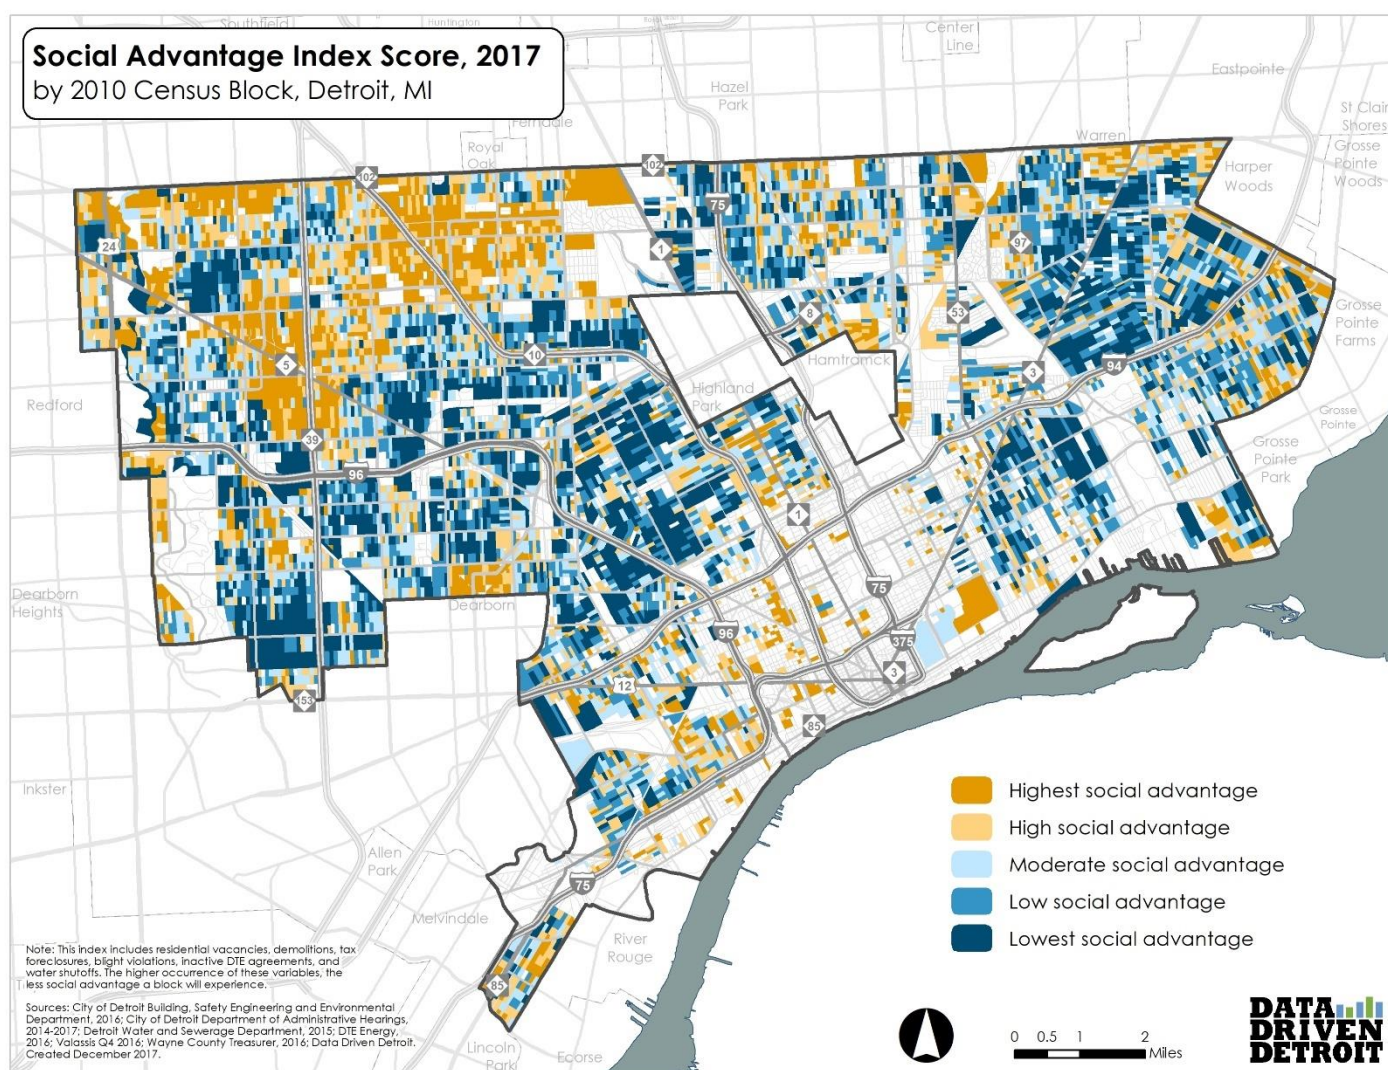 Social Advantage Index Score, 2017
by 2010 Census Block, Detroit, MI
Southfield
Huntington
Center
Line
Eastpointe
Hazel
Park
St Clair
Shores
Ferndale
Warren
Royal
Oak
Grosse
Pointe
Woods
Harper
Woods
102
102
75
24
1
97
Grosse
Pointe
Farms
8
53
10
5
Hamtramck
3
94
Highland
Park
Redford
Grosse
Pointe
39
96
Grosse
Pointe
Park
1
75
Dearborn
Heights
Dearborn
96
375
12
3
153
85
Inkster
Highest social advantage
High social advantage
Moderate social advantage
Low social advantage
Lowest social advantage
Allen
Park
75
Melvindale
River
Rouge
85
Lincoln
Park
Ecorse
Note: This index includes residential vacancies, demolitions, tax
foreclosures, blight violations, inactive DTE agreements, and
water shutoffs. The higher occurrence of these variables, the
less social advantage a block will experience.
Sources: City of Detroit Building, Safety Engineering and Environmental
Department, 2016; City of Detroit Department of Administrative Hearings,
2014-2017; Detroit Water and Sewerage Department, 2015; DTE Energy,
2016; Valassis Q4 2016; Wayne County Treasurer, 2016; Data Driven Detroit.
Created December 2017.
0 0.5 1 2
Miles
DATA
DRIVEN
DETROIT